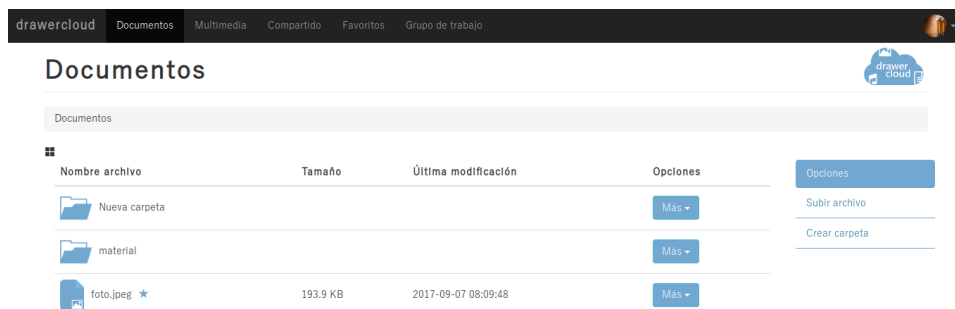 drawercloud Documentos Multimedia Compartido Favoritos Grupo de trabajo
Documentos
drawer
cloud
Documentos
Nombre archivo Tamaño Última modificación Opciones
Nueva carpeta Más
material Más
foto.jpeg 193.9 KB 2017-09-07 08:09:48 Más
Opciones
Subir archivo
Crear carpeta